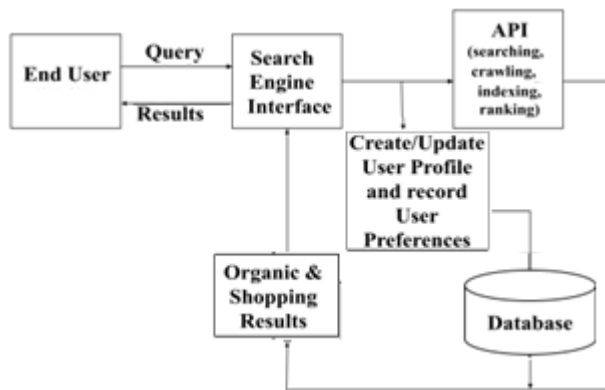 End User
Query
Results
Search
Engine
Interface
API
(searching,
crawling,
indexing,
ranking)
Create/Update
User Profile
and record
User
Preferences
Organic &
Shopping
Results
Database